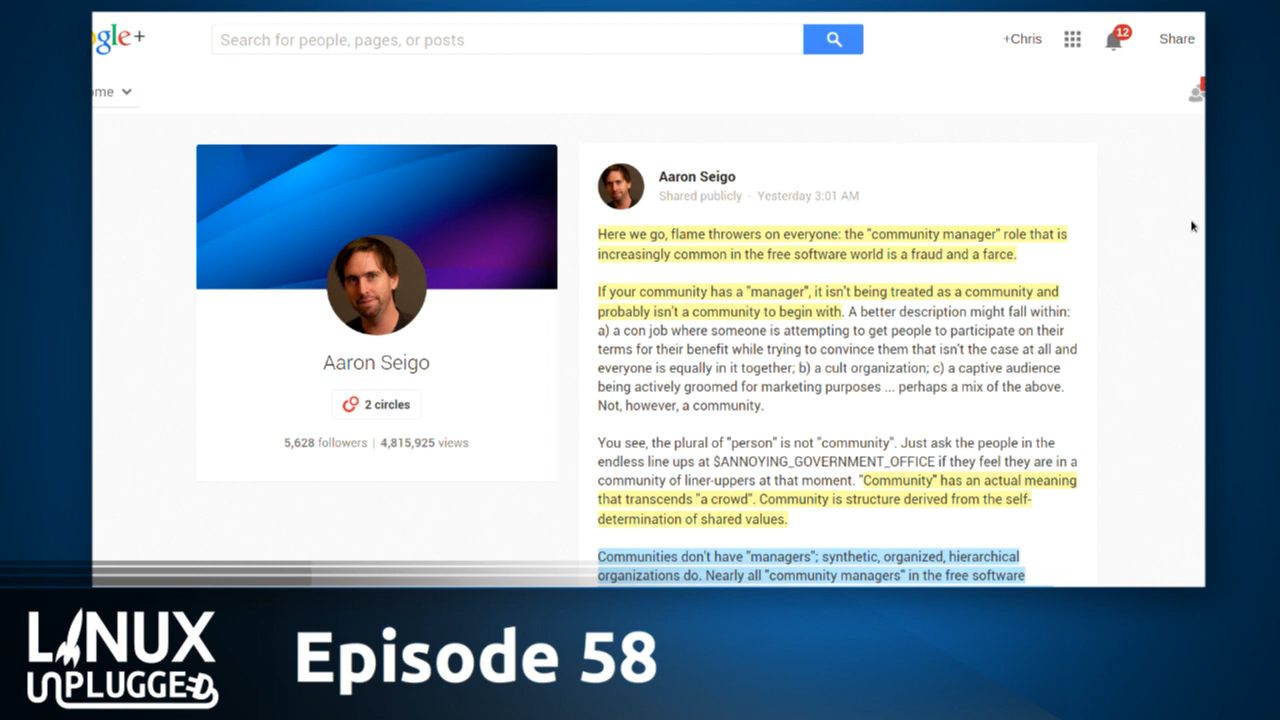 gle+
Search for people, pages, or posts
+Chris
12
Share
ome
Aaron Seigo
2 circles
5,628 followers | 4,815,925 views
Aaron Seigo
Shared publicly - Yesterday 3:01 AM
Here we go, flame throwers on everyone: the "community manager" role that is
increasingly common in the free software world is a fraud and a farce.
If your community has a "manager", it isn't being treated as a community and
probably isn't a community to begin with. A better description might fall within:
a) a con job where someone is attempting to get people to participate on their
terms for their benefit while trying to convince them that isn't the case at all and
everyone is equally in it together; b) a cult organization; c) a captive audience
being actively groomed for marketing purposes ... perhaps a mix of the above.
Not, however, a community.
You see, the plural of "person" is not "community". Just ask the people in the
endless line ups at $ANNOYING_GOVERNMENT_OFFICE if they feel they are in a
community of liner-uppers at that moment. "Community" has an actual meaning
that transcends "a crowd". Community is structure derived from the self-
determination of shared values.
Communities don't have "managers"; synthetic, organized, hierarchical
organizations do. Nearly all "community managers" in the free software
LINUX
UNPLUGGED
Episode 58